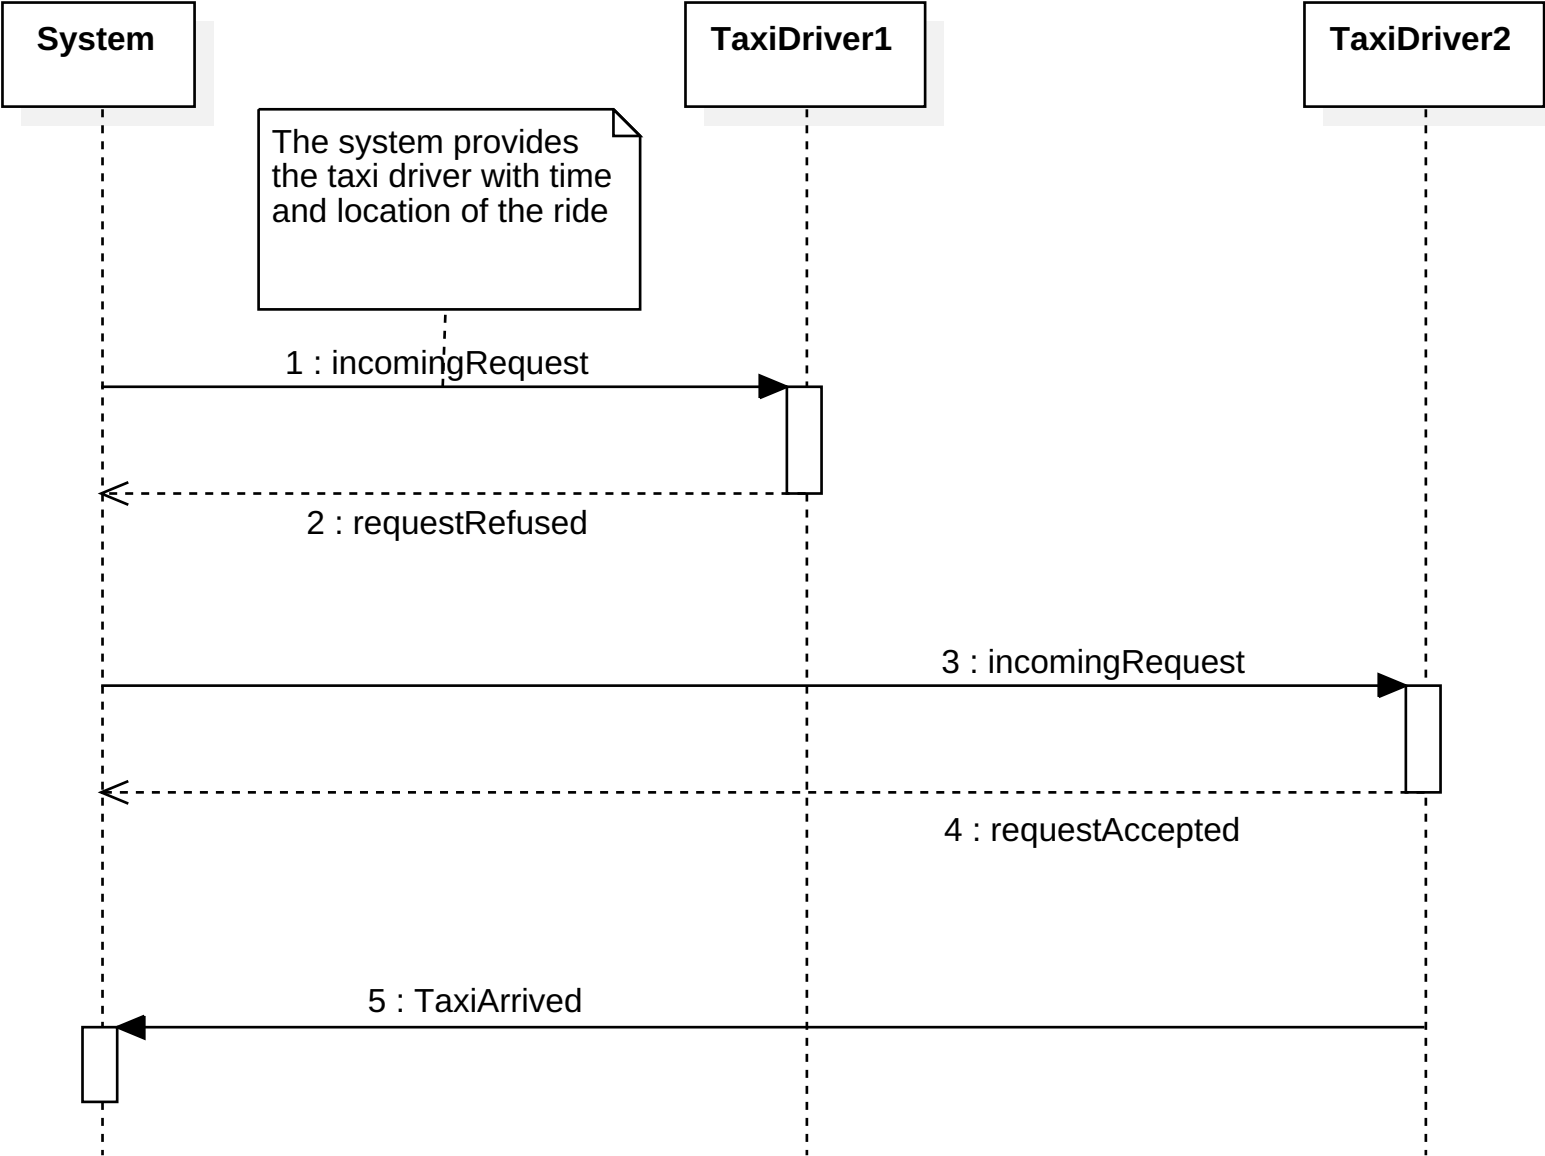 System
TaxiDriver1
TaxiDriver2
The system provides
the taxi driver with time
and location of the ride
1 : incomingRequest
2 : requestRefused
3 : incomingRequest
4 : requestAccepted
5 : TaxiArrived